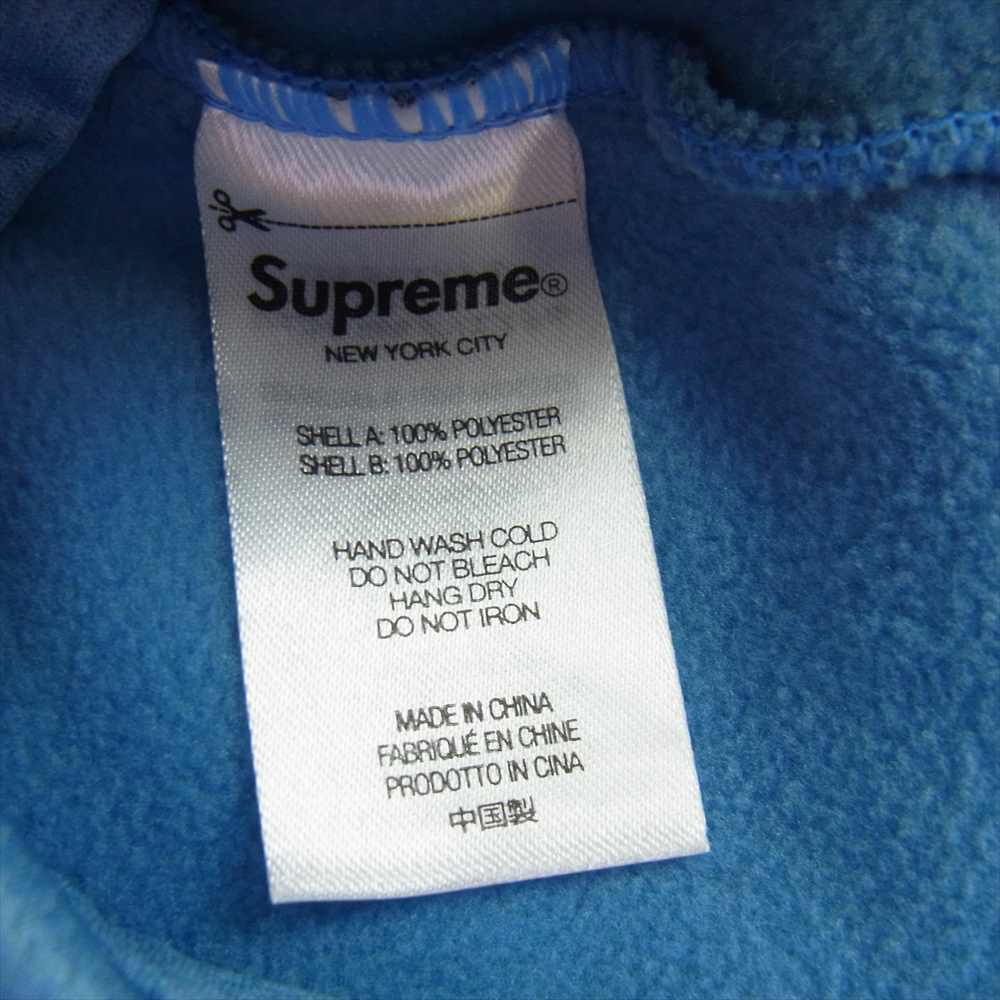 Supreme®
NEW YORK CITY
SHELL A: 100% POLYESTER
SHELL B: 100% POLYESTER
HAND WASH COLD
DO NOT BLEACH
HANG DRY
DO NOT IRON
MADE IN CHINA
FABRIQUÉ EN CHINE
PRODOTTO IN CINA
中国製